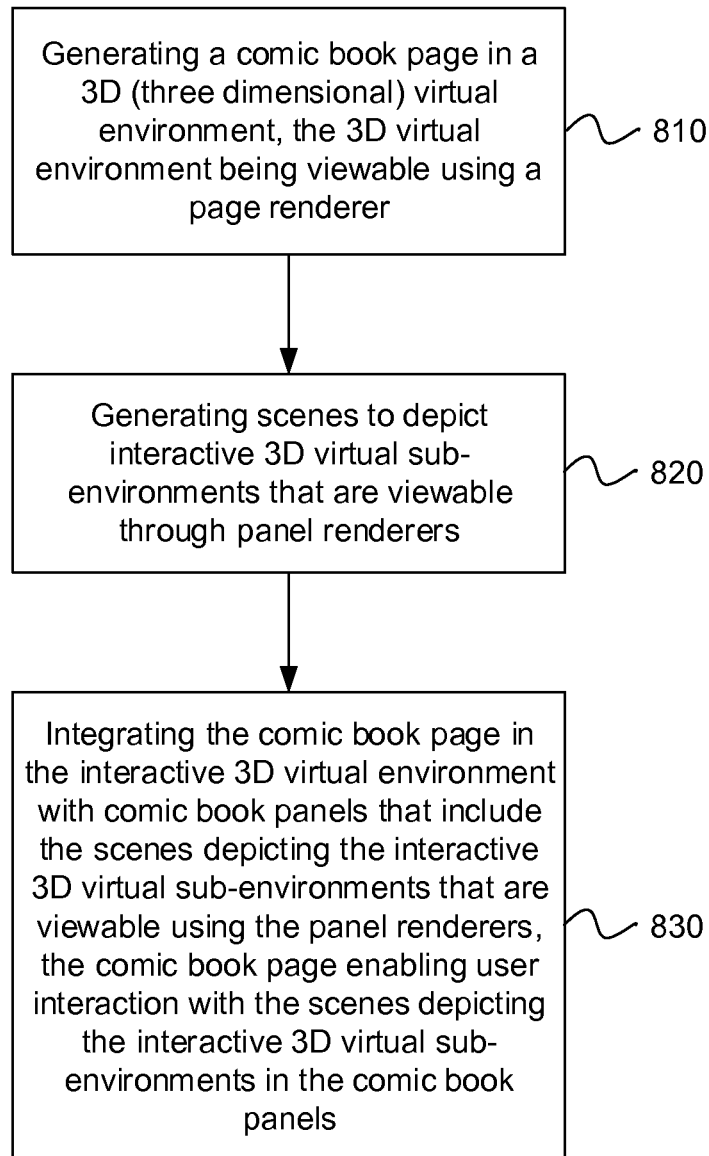 Generating a comic book page in a
3D (three dimensional) virtual
environment, the 3D virtual
environment being viewable using a
page renderer
810
Generating scenes to depict
interactive 3D virtual sub-
environments that are viewable
through panel renderers
820
Integrating the comic book page in
the interactive 3D virtual environment
with comic book panels that include
the scenes depicting the interactive
3D virtual sub-environments that are
viewable using the panel renderers,
the comic book page enabling user
interaction with the scenes depicting
the interactive 3D virtual sub-
environments in the comic book
panels
830